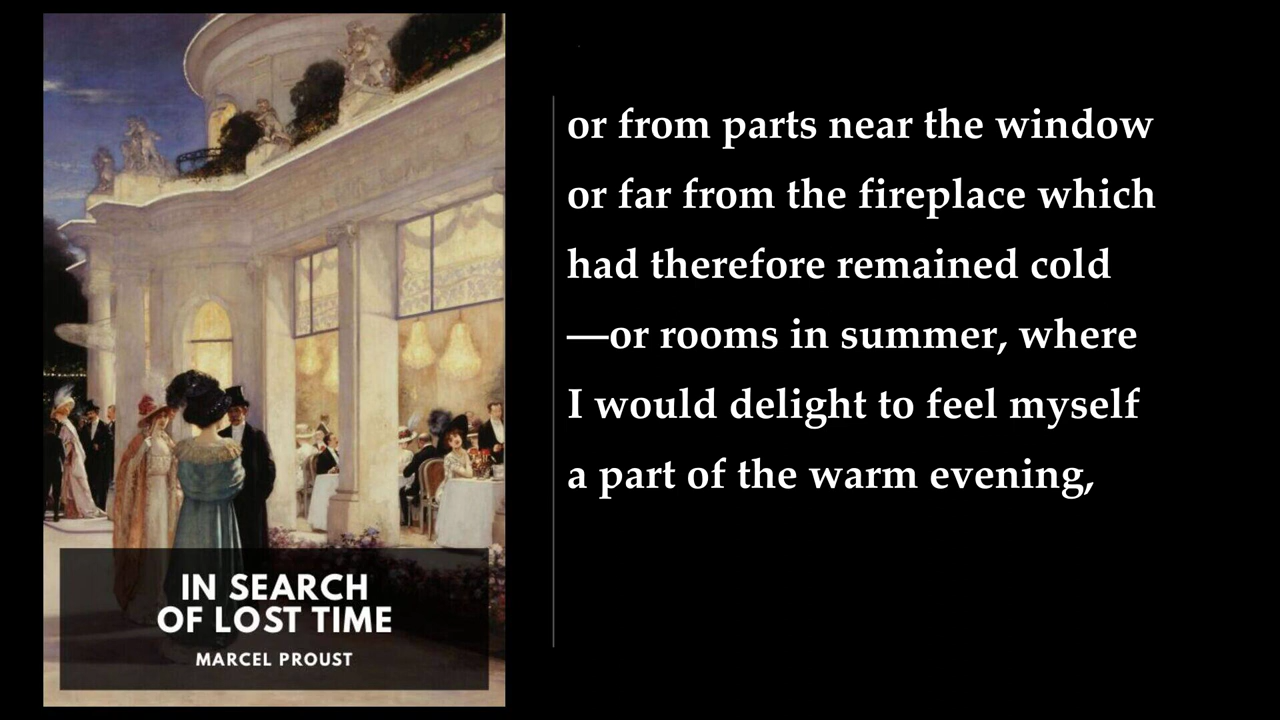 or from parts near the window
or far from the fireplace which
had therefore remained cold
—or rooms in summer, where
I would delight to feel myself
a part of the warm evening,
IN SEARCH
OF LOST TIME
MARCEL PROUST